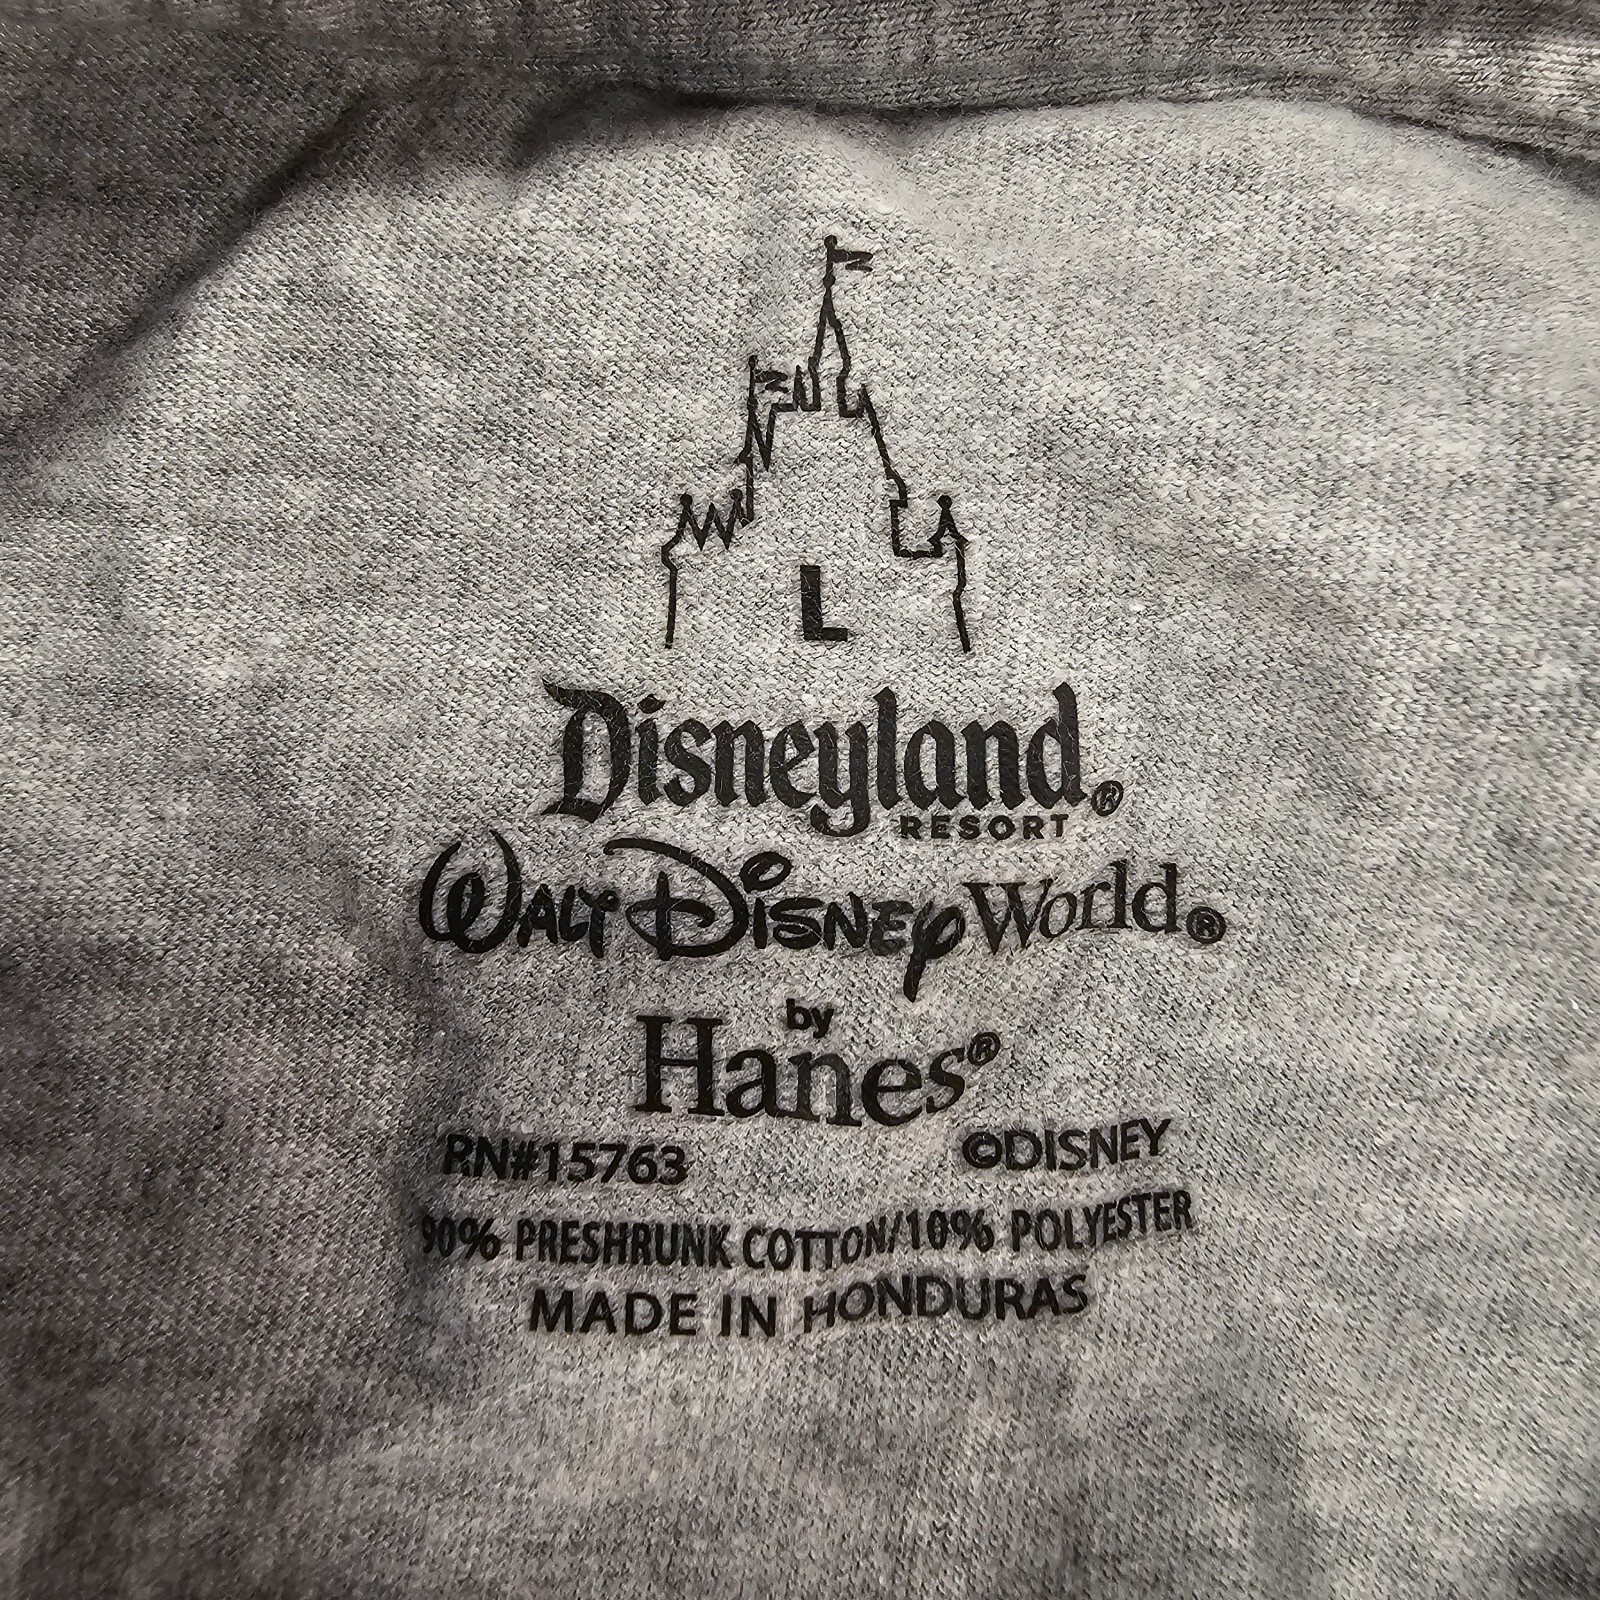 L
Disneyland®
RESORT
WALT DISNEY World®
by
Hanes®
RN#15763 ©DISNEY
90% PRESHRUNK COTTON/10% POLYESTER
MADE IN HONDURAS